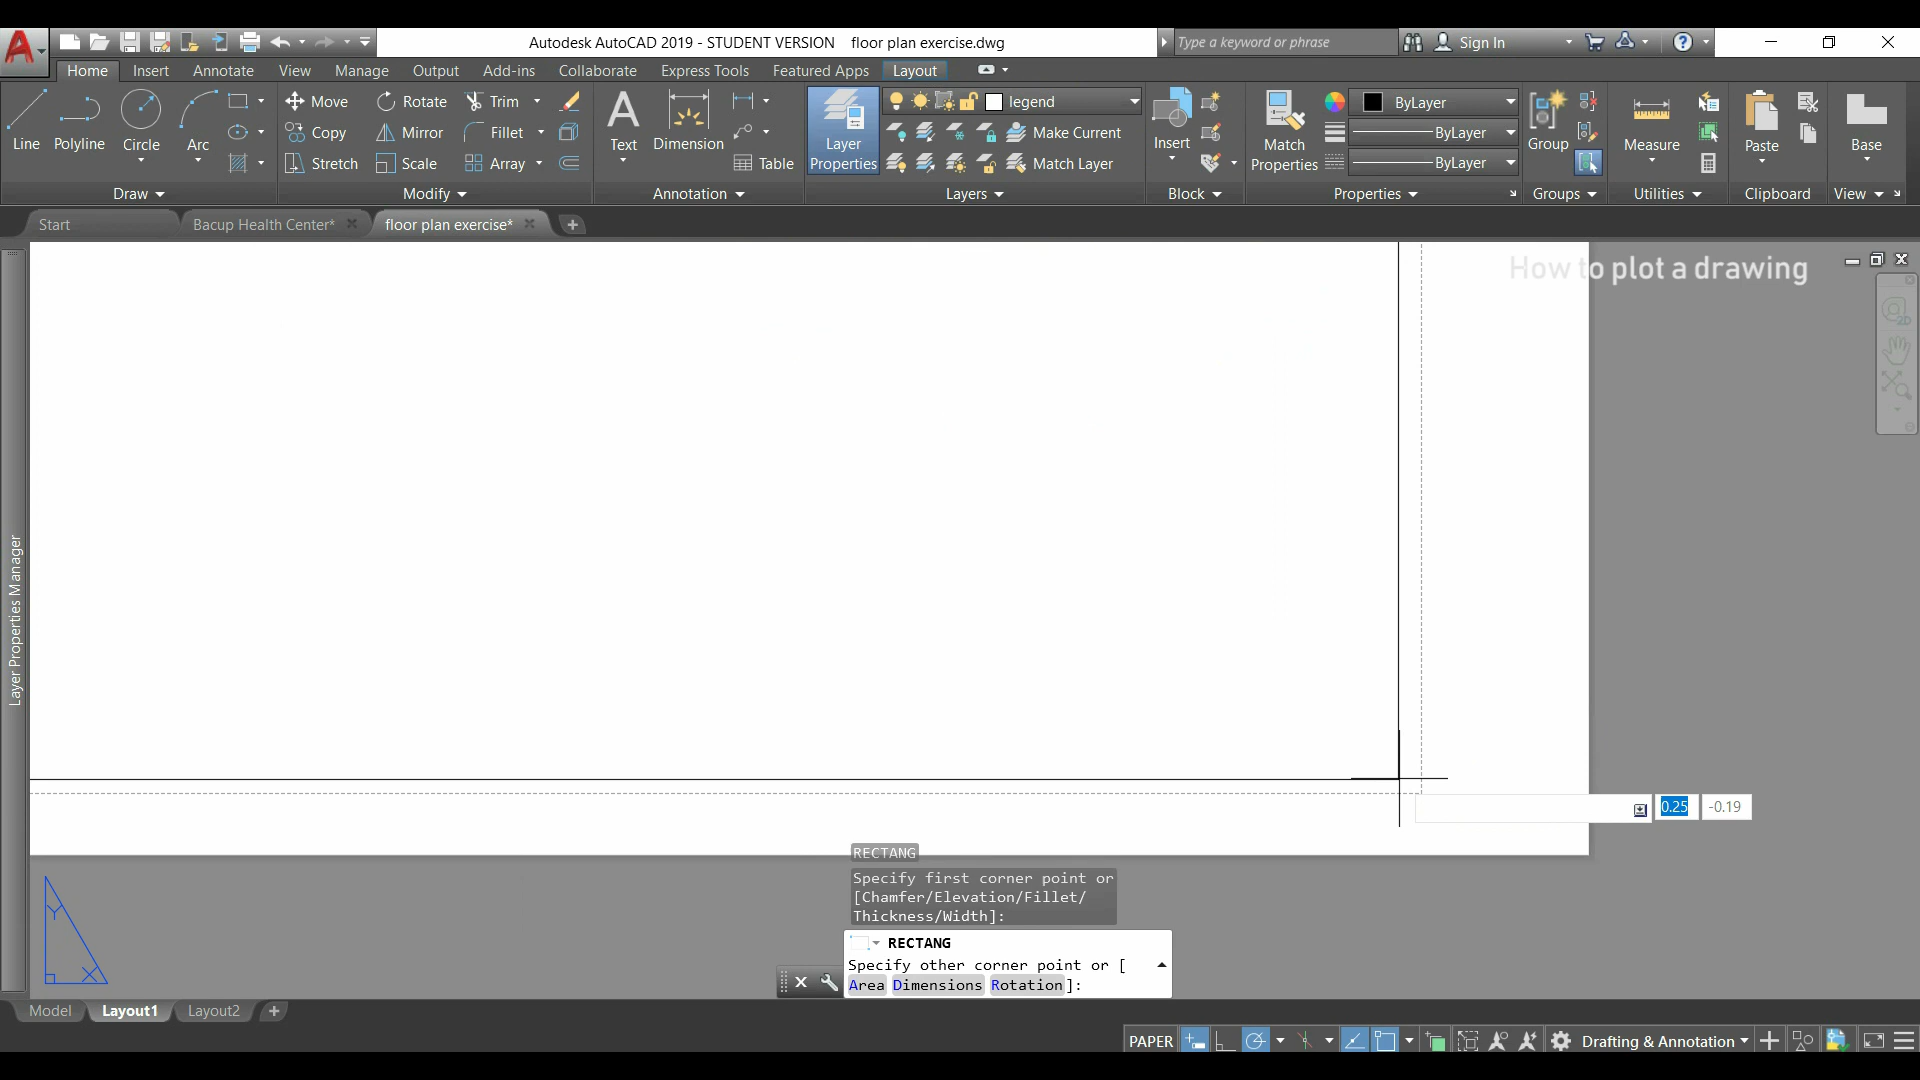 Autodesk AutoCAD 2019 - STUDENT VERSION floor plan exercise.dwg
Type a keyword or phrase
Sign In
Home Insert Annotate View Manage Output Add-ins Collaborate Express Tools Featured Apps Layout
Line Polyline Circle Arc
Draw
Move Rotate Trim
Copy Mirror Fillet
Stretch Scale Array
Modify
Text Dimension Table
Annotation
Layer Properties
legend
Make Current
Match Layer
Layers
Insert
Block
Match Properties
ByLayer
ByLayer
ByLayer
Properties
Group
Groups
Measure
Utilities
Paste
Clipboard
Base
View
Start Bacup Health Center* floor plan exercise*
How to plot a drawing
2D
Layer Properties Manager
0.25 -0.19
RECTANG
Specify first corner point or
[Chamfer/Elevation/Fillet/
Thickness/Width]:
RECTANG
Specify other corner point or [
Area Dimensions Rotation]:
Y
X
Model Layout1 Layout2
PAPER
Drafting & Annotation